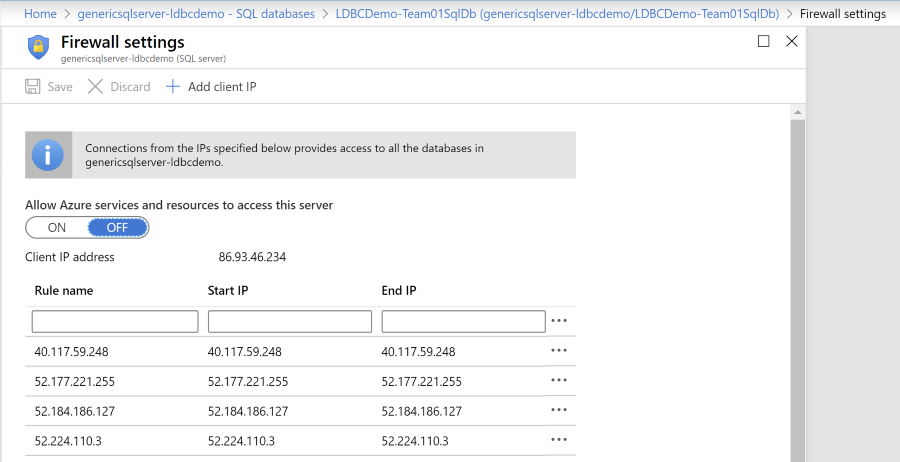 Home > genericsqlserver-ldbcdemo - SQL databases > LDBCDemo-Team01SqlDb (genericsqlserver-ldbcdemo/LDBCDemo-Team01SqlDb) > Firewall settings
Firewall settings
genericsqlserver-ldbcdemo (SQL server)
Save Discard Add client IP
Connections from the IPs specified below provides access to all the databases in
genericsqlserver-ldbcdemo.
Allow Azure services and resources to access this server
ON OFF
Client IP address 86.93.46.234
Rule name Start IP End IP
40.117.59.248 40.117.59.248 40.117.59.248
52.177.221.255 52.177.221.255 52.177.221.255
52.184.186.127 52.184.186.127 52.184.186.127
52.224.110.3 52.224.110.3 52.224.110.3